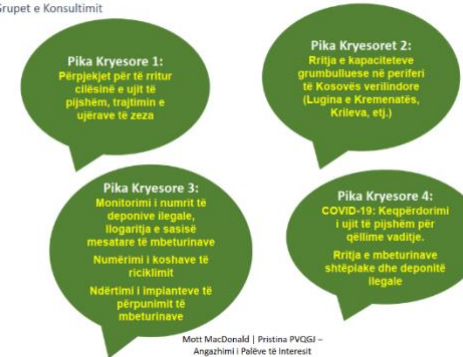 Grupet e Konsultimit
Pika Kryesore 1:
Përpjekjet për të rritur
cilësinë e ujit të
pijshëm, trajtimin e
ujërave të zeza
Pika Kryesoret 2:
Rritja e kapaciteteve
grumbulluese në periferi
të Kosovës verilindore
(Lugina e Kremenatës,
Krileva, etj.)
Pika Kryesore 3:
Monitorimi i numrit të
deponive ilegale,
llogaritja e sasisë
mesatare të mbeturinave
Numërimi i koshave të
riciklimit
Ndërtimi i impianteve të
përpunimit të
mbeturinave
Pika Kryesore 4:
COVID-19: Keqpërdorimi
i ujit të pijshëm për
qëllime vaditje.
Rritja e mbeturinave
shtëpiake dhe deponitë
ilegale
Mott MacDonald | Pristina PVQGJ –
Angazhimi i Palëve të Interesit